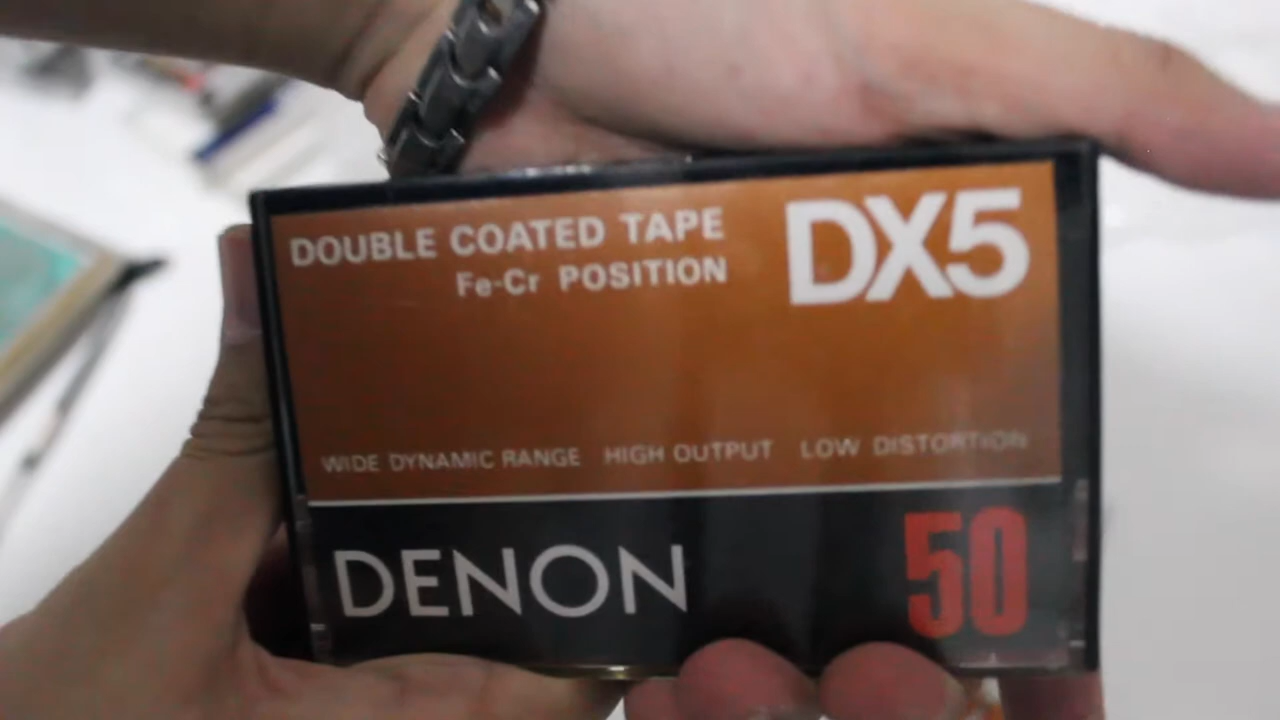 DOUBLE COATED TAPE DX5
Fe-Cr POSITION
WIDE DYNAMIC RANGE HIGH OUTPUT LOW DISTORTION
DENON 50